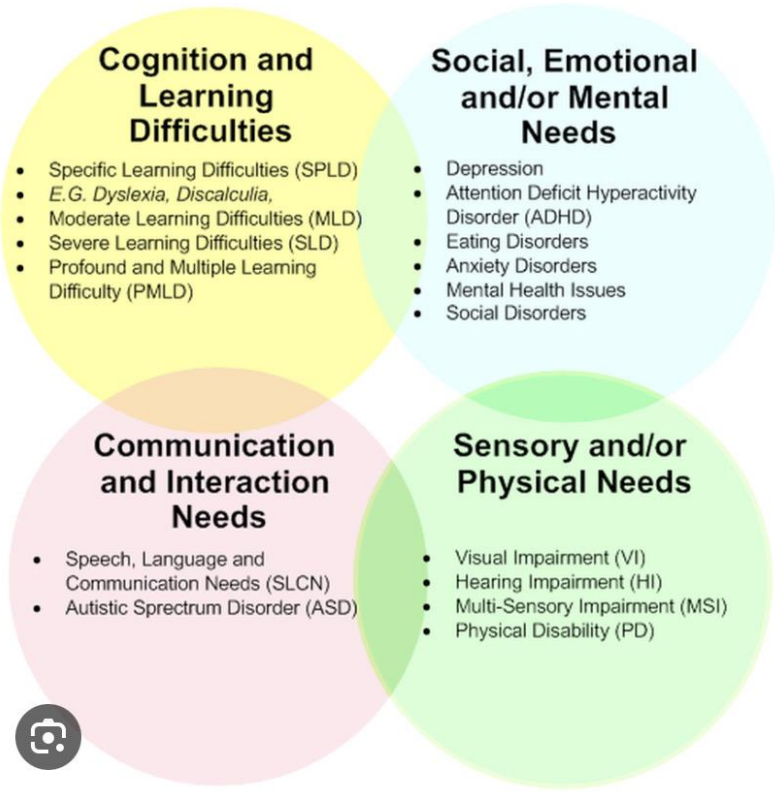 Cognition and
Learning
Difficulties
• Specific Learning Difficulties (SPLD)
• E.G. Dyslexia, Discalculia,
• Moderate Learning Difficulties (MLD)
• Severe Learning Difficulties (SLD)
• Profound and Multiple Learning
Difficulty (PMLD)
Social, Emotional
and/or Mental
Needs
• Depression
• Attention Deficit Hyperactivity
Disorder (ADHD)
• Eating Disorders
• Anxiety Disorders
• Mental Health Issues
• Social Disorders
Communication
and Interaction
Needs
• Speech, Language and
Communication Needs (SLCN)
• Autistic Sprectrum Disorder (ASD)
Sensory and/or
Physical Needs
• Visual Impairment (VI)
• Hearing Impairment (HI)
• Multi-Sensory Impairment (MSI)
• Physical Disability (PD)